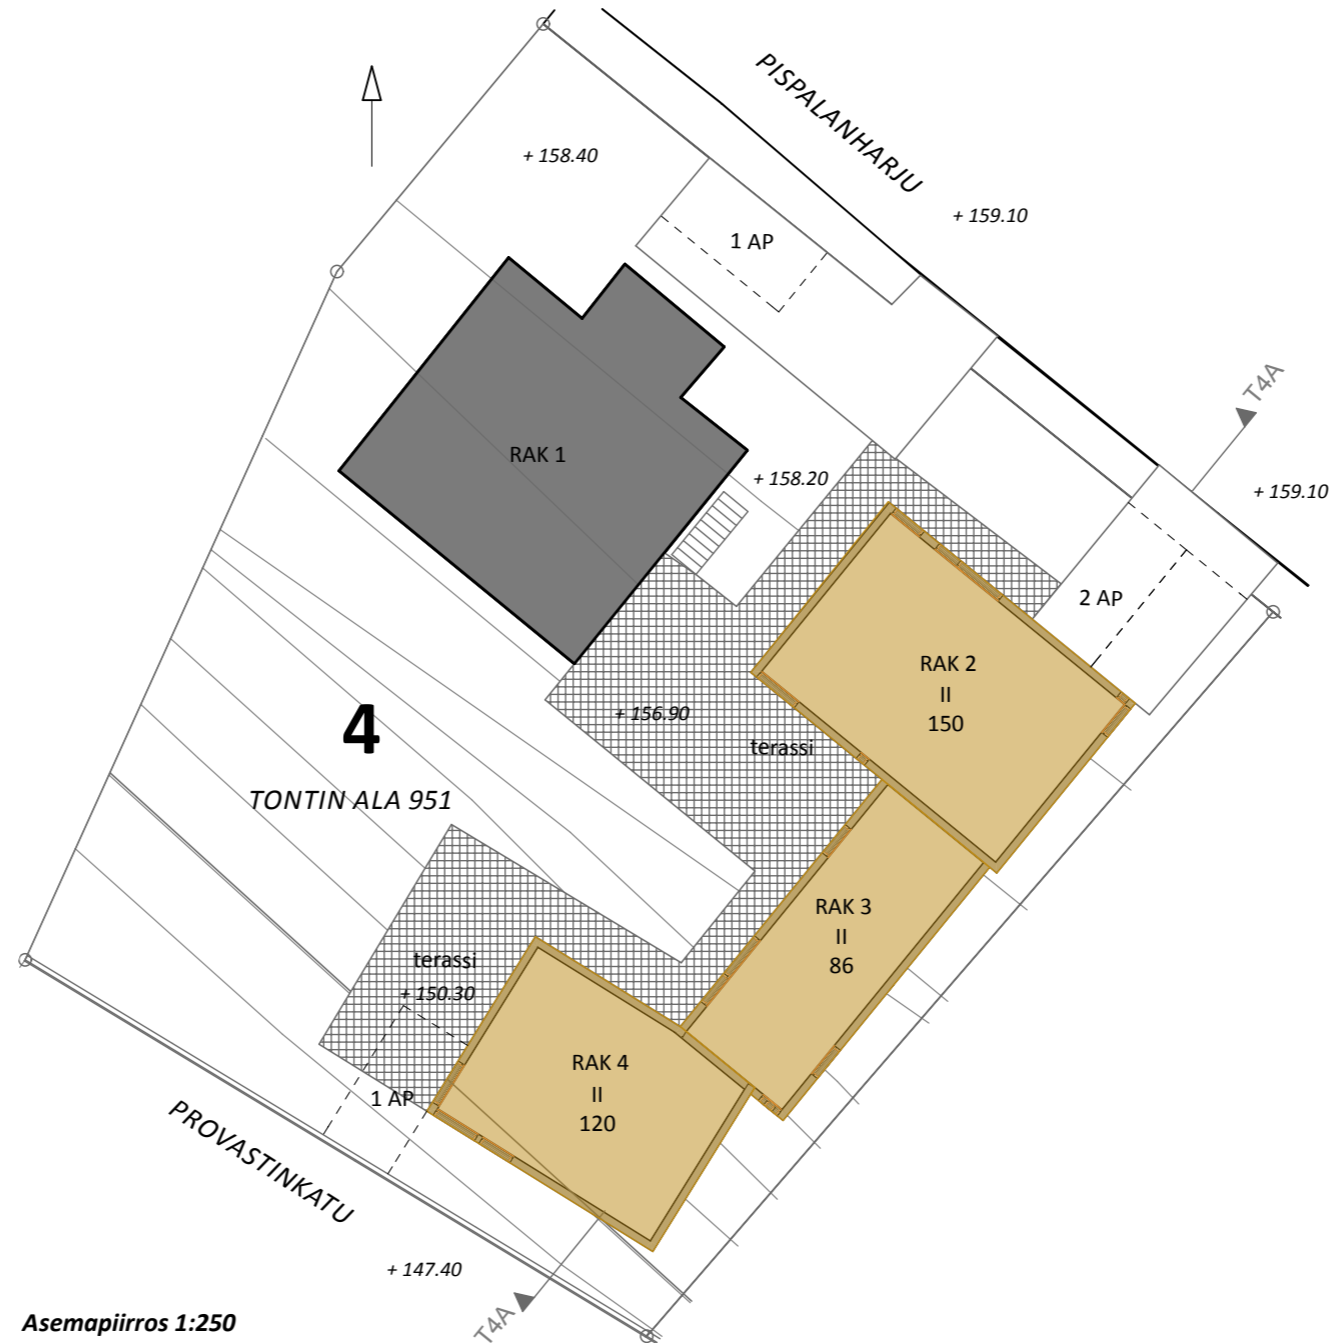 PISPALANHARJU
+ 158.40
+ 159.10
1 AP
T4A
RAK 1
+ 158.20
+ 159.10
2 AP
RAK 2
II
150
+ 156.90
terassi
4
TONTIN ALA 951
RAK 3
II
86
terassi
+ 150.30
RAK 4
II
120
1 AP
PROVASTINKATU
+ 147.40
T4A
Asemapiirros 1:250